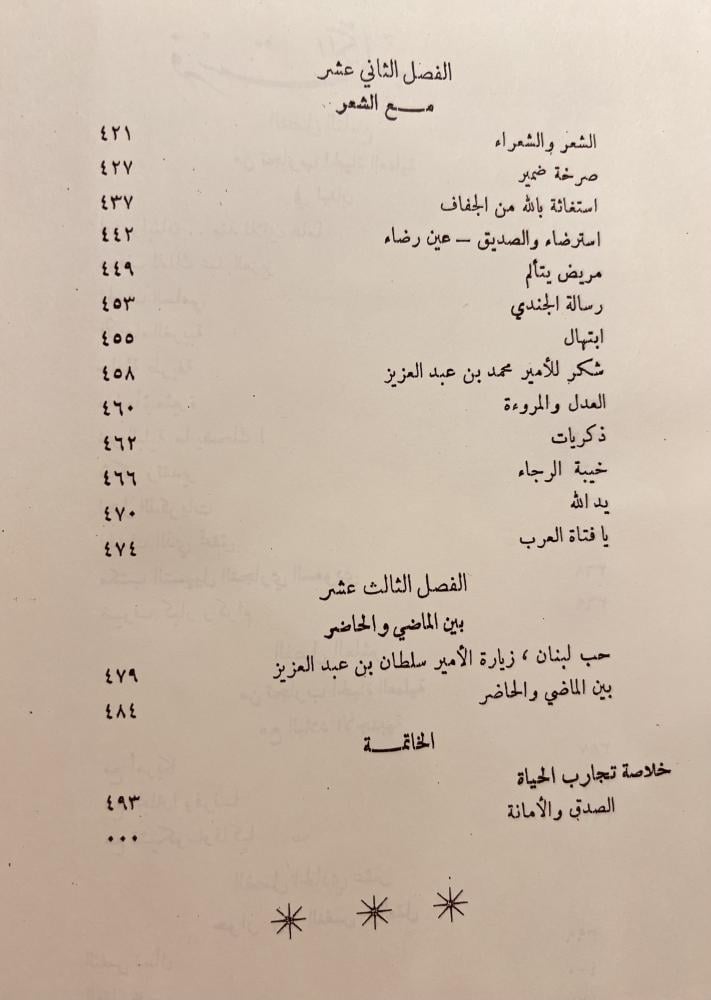 الفصل الثاني عشر
مـــع الشعر
الشعر والشعراء ٤٢١
صرخة ضمير ٤٢٧
استغاثة بالله من الجفاف ٤٣٧
استرضاء والصديق ــ عين رضاء ٤٤٢
مريض يتألم ٤٤٩
رسالة الجندي ٤٥٣
ابتهال ٤٥٥
شكر للأمير محمد بن عبد العزيز ٤٥٨
العدل والمروءة ٤٦٠
ذكريات ٤٦٢
خيبة الرجاء ٤٦٦
يد الله ٤٧٠
يا فتاة العرب ٤٧٤
الفصل الثالث عشر
بين الماضي والحاضر
حب لبنان ، زيارة الأمير سلطان بن عبد العزيز ٤٧٩
بين الماضي والحاضر ٤٨٤
الخاتمـــة
خلاصة تجارب الحياة ٤٩٣
الصدق والأمانة ٠٠٠